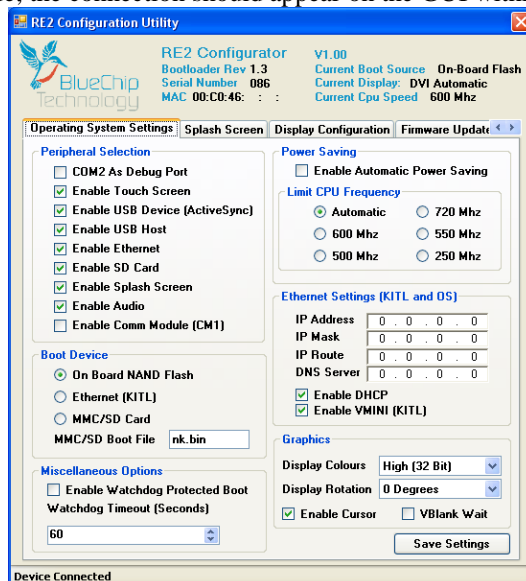 e, the connection should appear on the GUI with
RE2 Configuration Utility
BlueChip
Technology
RE2 Configurator V1.00
Bootloader Rev 1.3 Current Boot Source On-Board Flash
Serial Number 086 Current Display: DVI Automatic
MAC 00:C0:46: : : Current Cpu Speed 600 Mhz
Operating System Settings Splash Screen Display Configuration Firmware Update
Peripheral Selection
COM2 As Debug Port
Enable Touch Screen
Enable USB Device (ActiveSync)
Enable USB Host
Enable Ethernet
Enable SD Card
Enable Splash Screen
Enable Audio
Enable Comm Module (CM1)
Boot Device
On Board NAND Flash
Ethernet (KITL)
MMC/SD Card
MMC/SD Boot File nk.bin
Miscellaneous Options
Enable Watchdog Protected Boot
Watchdog Timeout (Seconds)
60
Power Saving
Enable Automatic Power Saving
Limit CPU Frequency
Automatic 720 Mhz
600 Mhz 550 Mhz
500 Mhz 250 Mhz
Ethernet Settings (KITL and OS)
IP Address 0 . 0 . 0 . 0
IP Mask 0 . 0 . 0 . 0
IP Route 0 . 0 . 0 . 0
DNS Server 0 . 0 . 0 . 0
Enable DHCP
Enable VMINI (KITL)
Graphics
Display Colours High (32 Bit)
Display Rotation 0 Degrees
Enable Cursor VBlank Wait
Save Settings
Device Connected